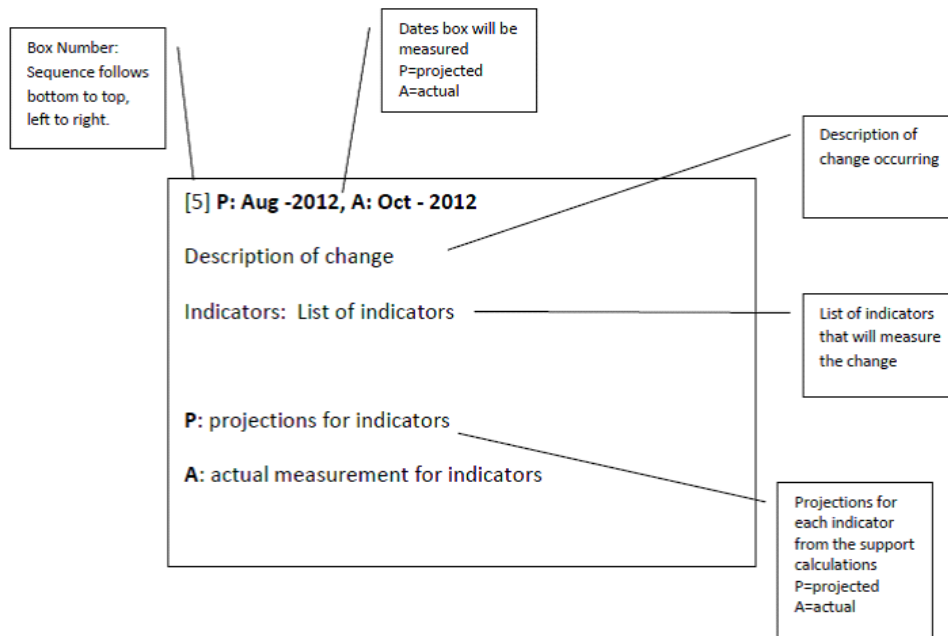 Box Number:
Sequence follows
bottom to top,
left to right.
Dates box will be
measured
P=projected
A=actual
Description of
change occurring
[5] P: Aug -2012, A: Oct - 2012
Description of change
Indicators:  List of indicators
List of indicators
that will measure
the change
P: projections for indicators
A: actual measurement for indicators
Projections for
each indicator
from the support
calculations
P=projected
A=actual